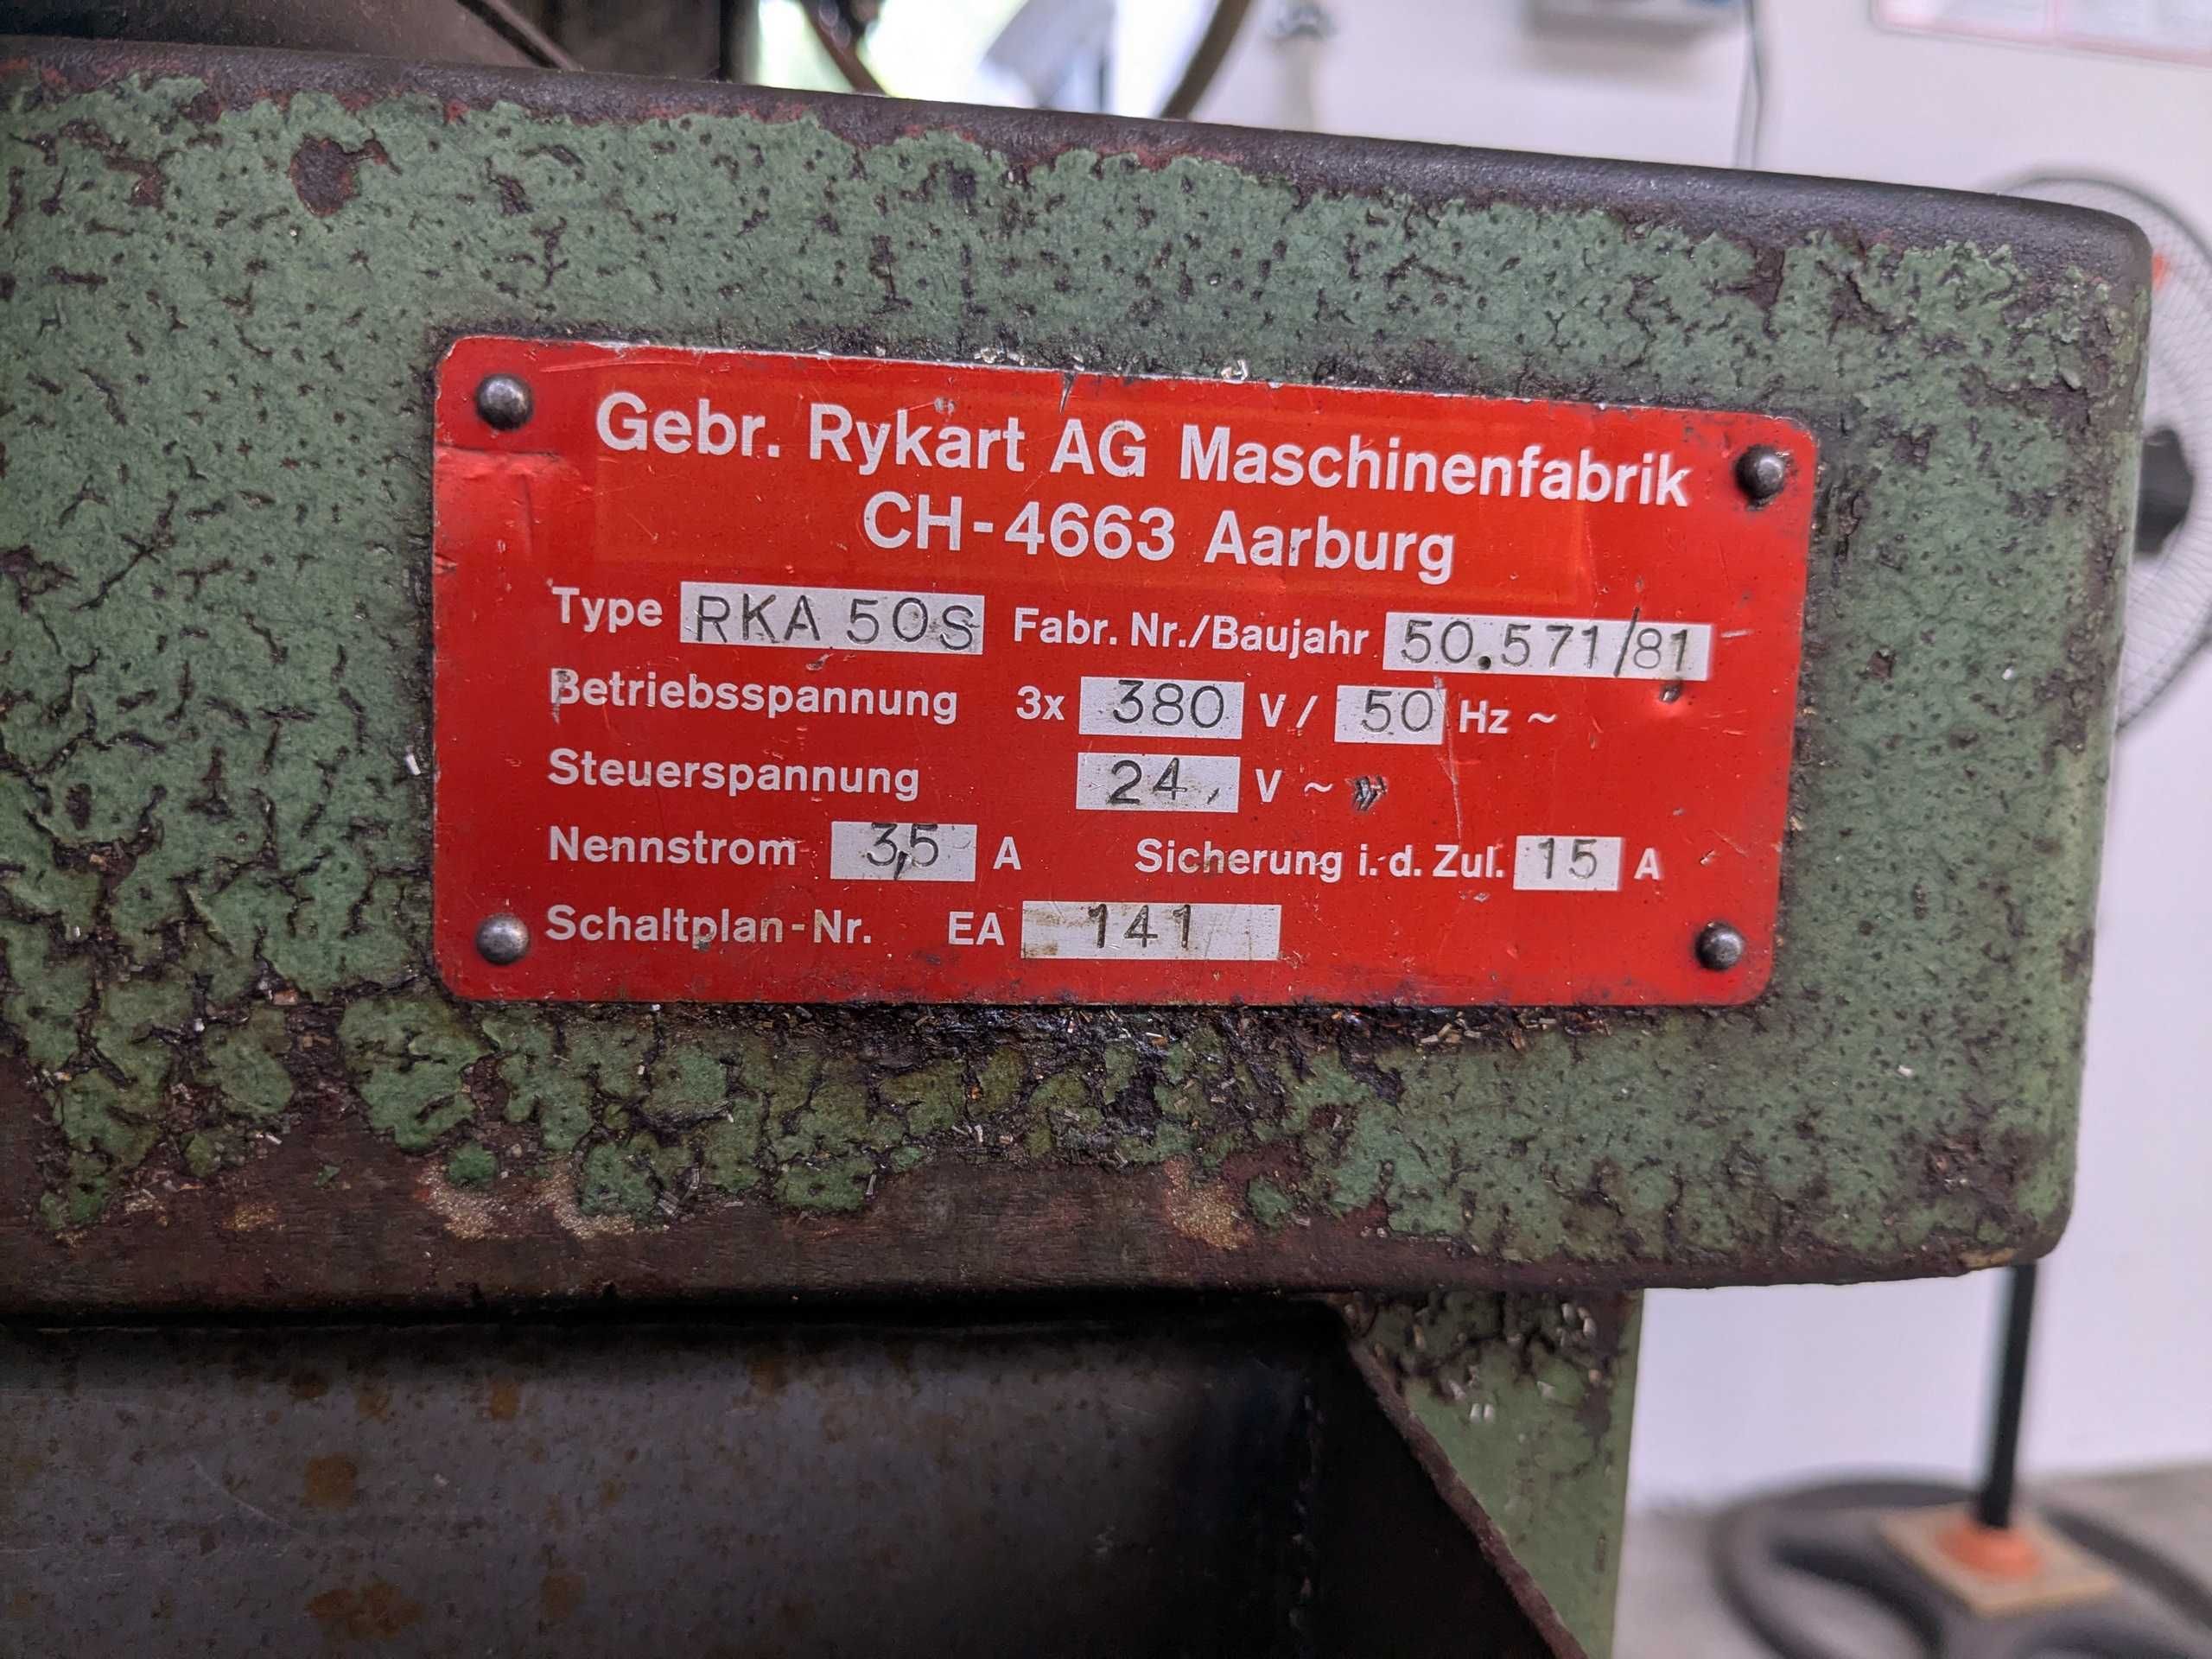 Gebr. Rykart AG Maschinenfabrik
CH-4663 Aarburg
Type RKA 50S Fabr. Nr./Baujahr 50.571/81
Betriebsspannung 3x 380 V / 50 Hz ~
Steuerspannung 24, V ~
Nennstrom 3,5 A Sicherung i. d. Zul. 15 A
Schaltplan-Nr. EA 141